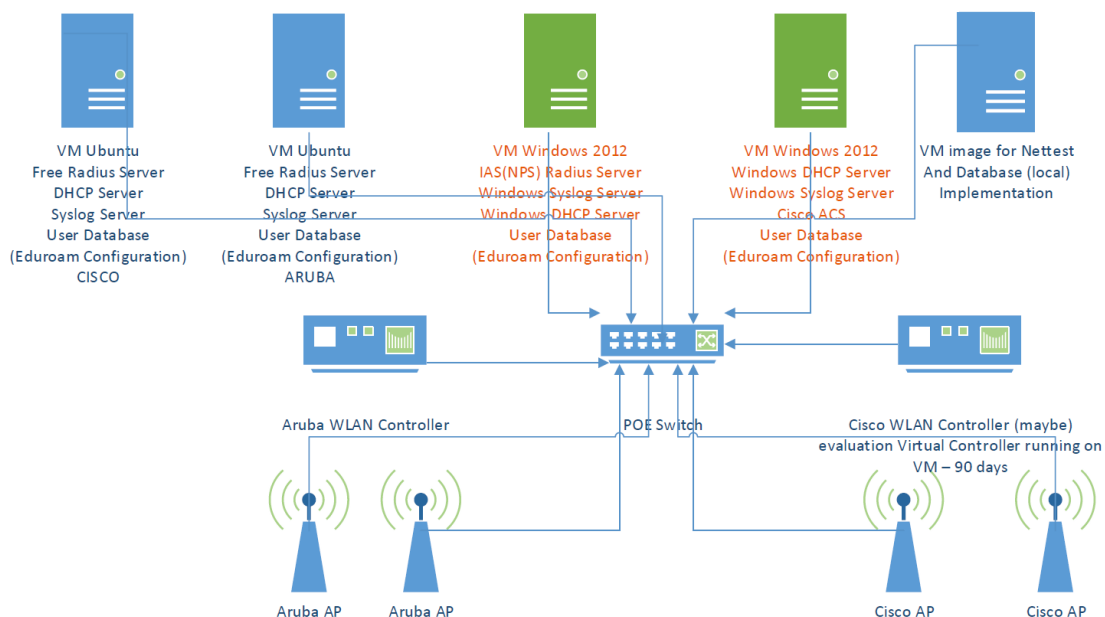 VM Ubuntu
Free Radius Server
DHCP Server
Syslog Server
User Database
(Eduroam Configuration)
CISCO
VM Ubuntu
Free Radius Server
DHCP Server
Syslog Server
User Database
(Eduroam Configuration)
ARUBA
VM Windows 2012
IAS(NPS) Radius Server
Windows Syslog Server
Windows DHCP Server
User Database
(Eduroam Configuration)
VM Windows 2012
Windows DHCP Server
Windows Syslog Server
Cisco ACS
User Database
(Eduroam Configuration)
VM image for Nettest
And Database (local)
Implementation
Aruba WLAN Controller
POE Switch
Cisco WLAN Controller (maybe)
evaluation Virtual Controller running on
VM – 90 days
Aruba AP
Aruba AP
Cisco AP
Cisco AP